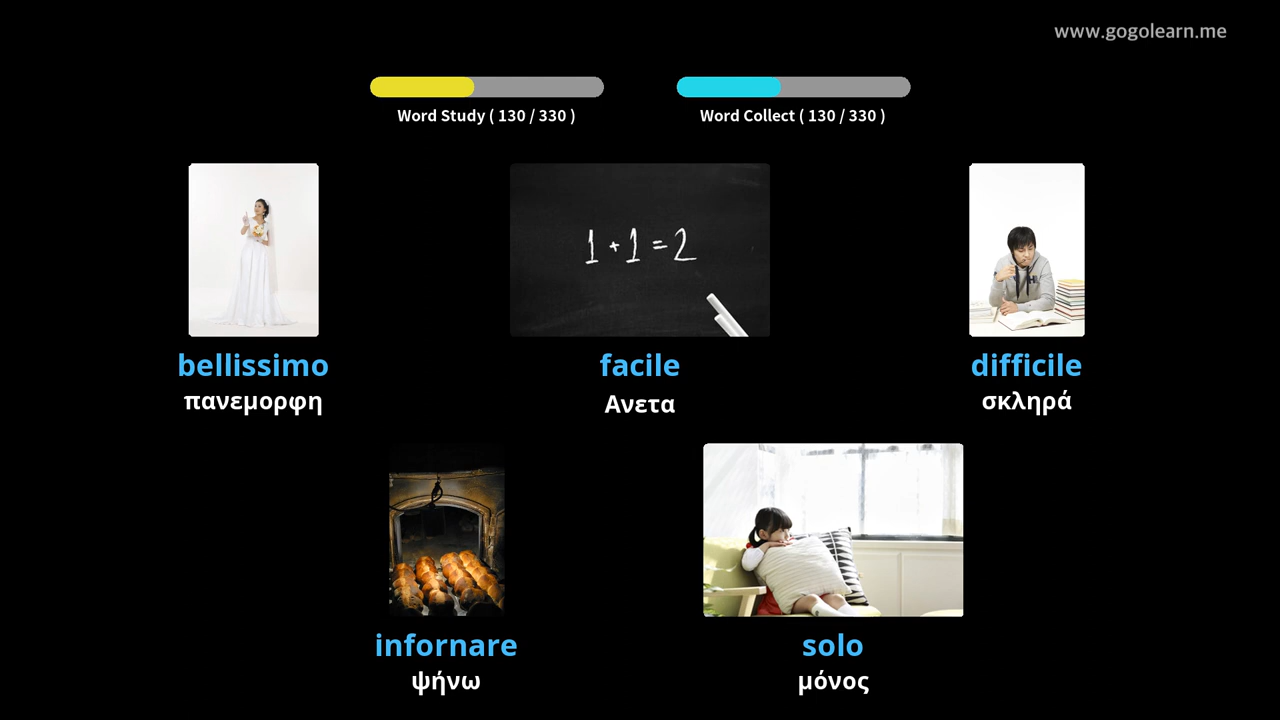 www.gogolearn.me
Word Study ( 130 / 330 )
Word Collect ( 130 / 330 )
1 + 1 = 2
bellissimo
πανεμορφη
facile
Ανετα
difficile
σκληρά
infornare
ψήνω
solo
μόνος